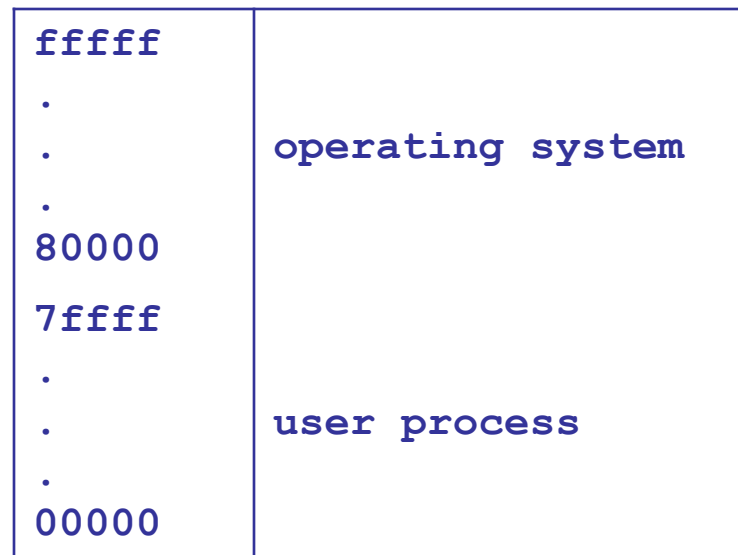 fffff
.
. operating system
.
80000
7ffff
.
. user process
.
00000